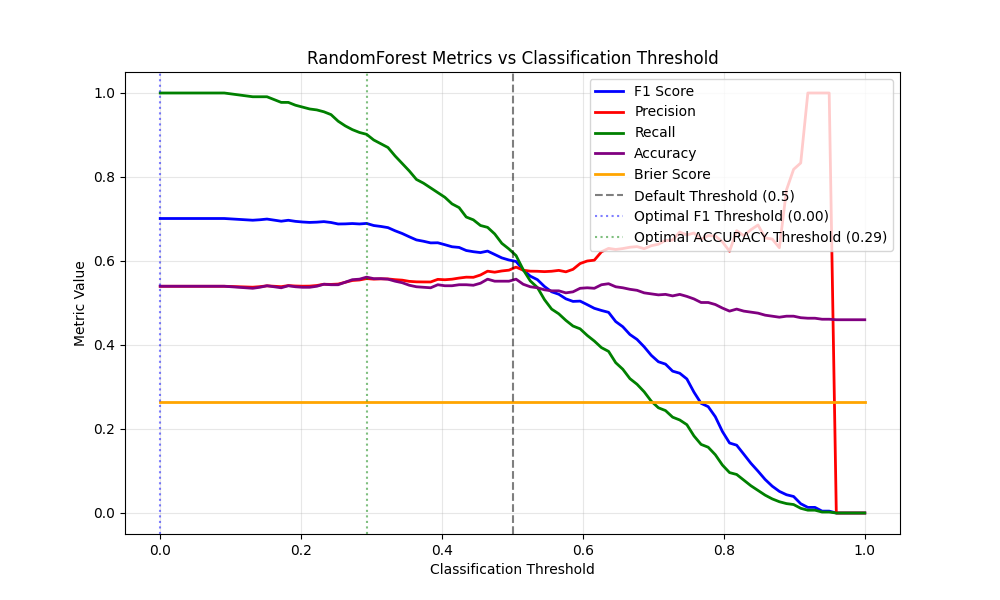 RandomForest Metrics vs Classification Threshold
Metric Value
1.0
0.8
0.6
0.4
0.2
0.0
F1 Score
Precision
Recall
Accuracy
Brier Score
Default Threshold (0.5)
Optimal F1 Threshold (0.00)
Optimal ACCURACY Threshold (0.29)
0.0 0.2 0.4 0.6 0.8 1.0
Classification Threshold